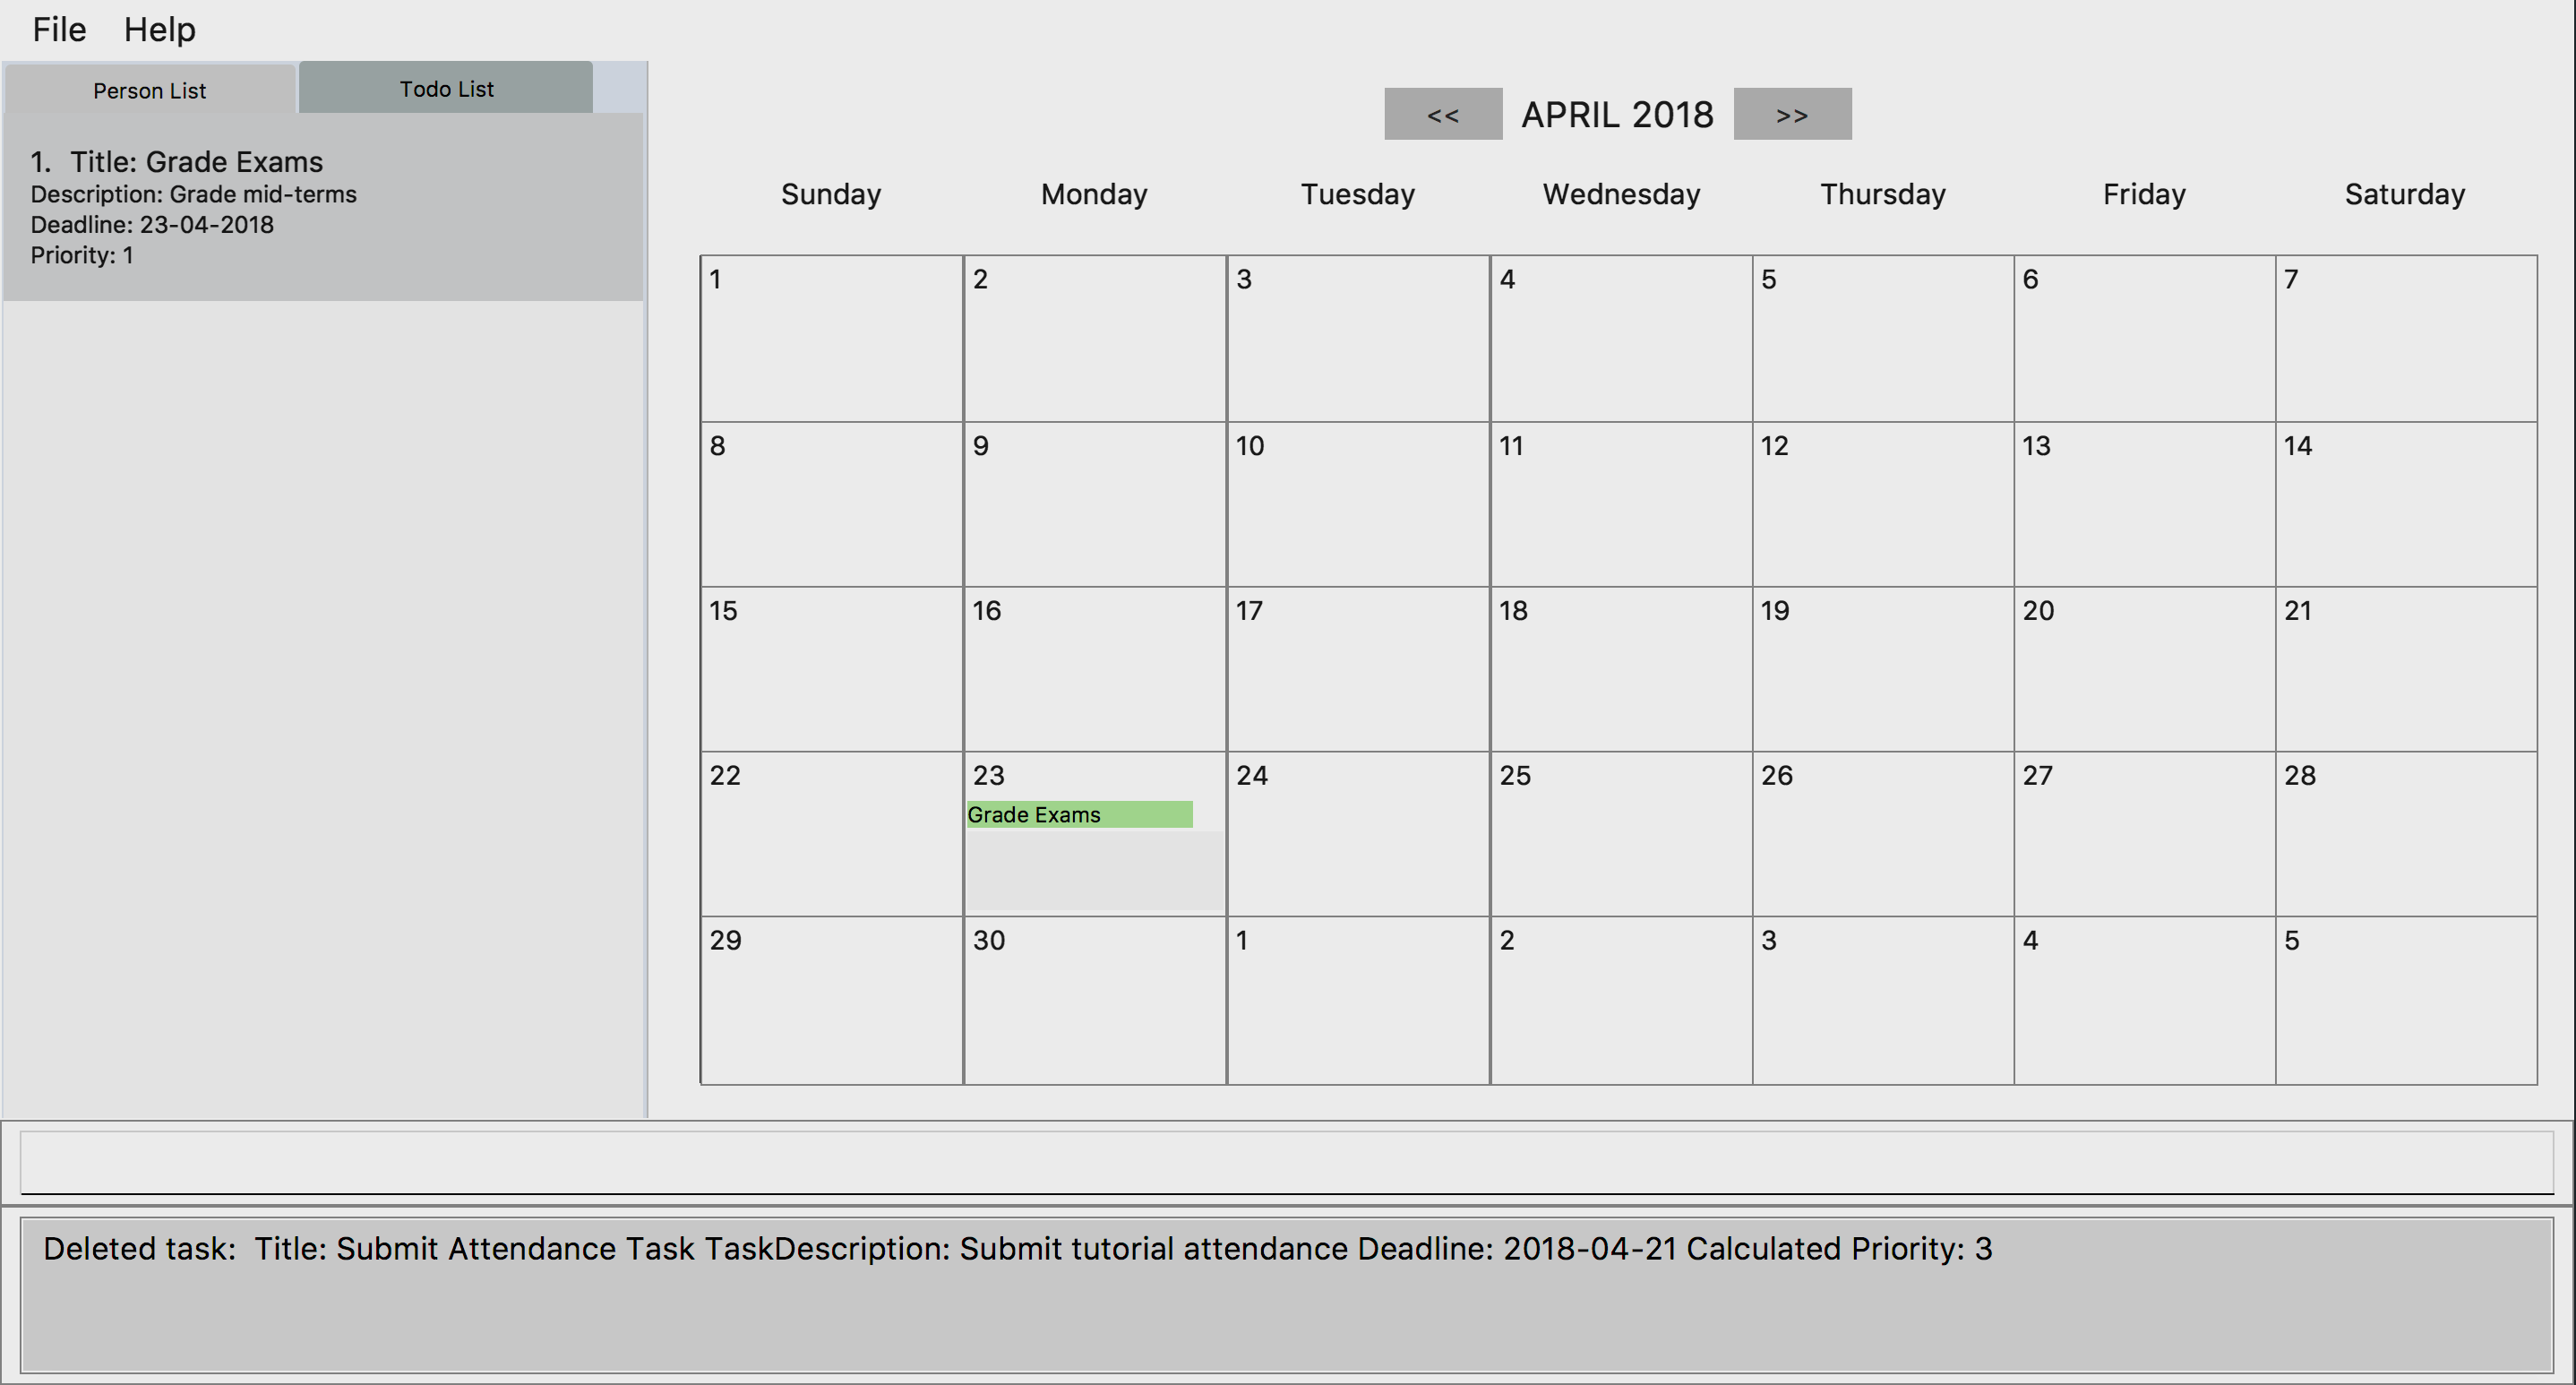 File Help
Person List Todo List
1. Title: Grade Exams
Description: Grade mid-terms
Deadline: 23-04-2018
Priority: 1
<< APRIL 2018 >>
Sunday Monday Tuesday Wednesday Thursday Friday Saturday
1 2 3 4 5 6 7
8 9 10 11 12 13 14
15 16 17 18 19 20 21
22 23 24 25 26 27 28
Grade Exams
29 30 1 2 3 4 5
Deleted task:  Title: Submit Attendance Task TaskDescription: Submit tutorial attendance Deadline: 2018-04-21 Calculated Priority: 3